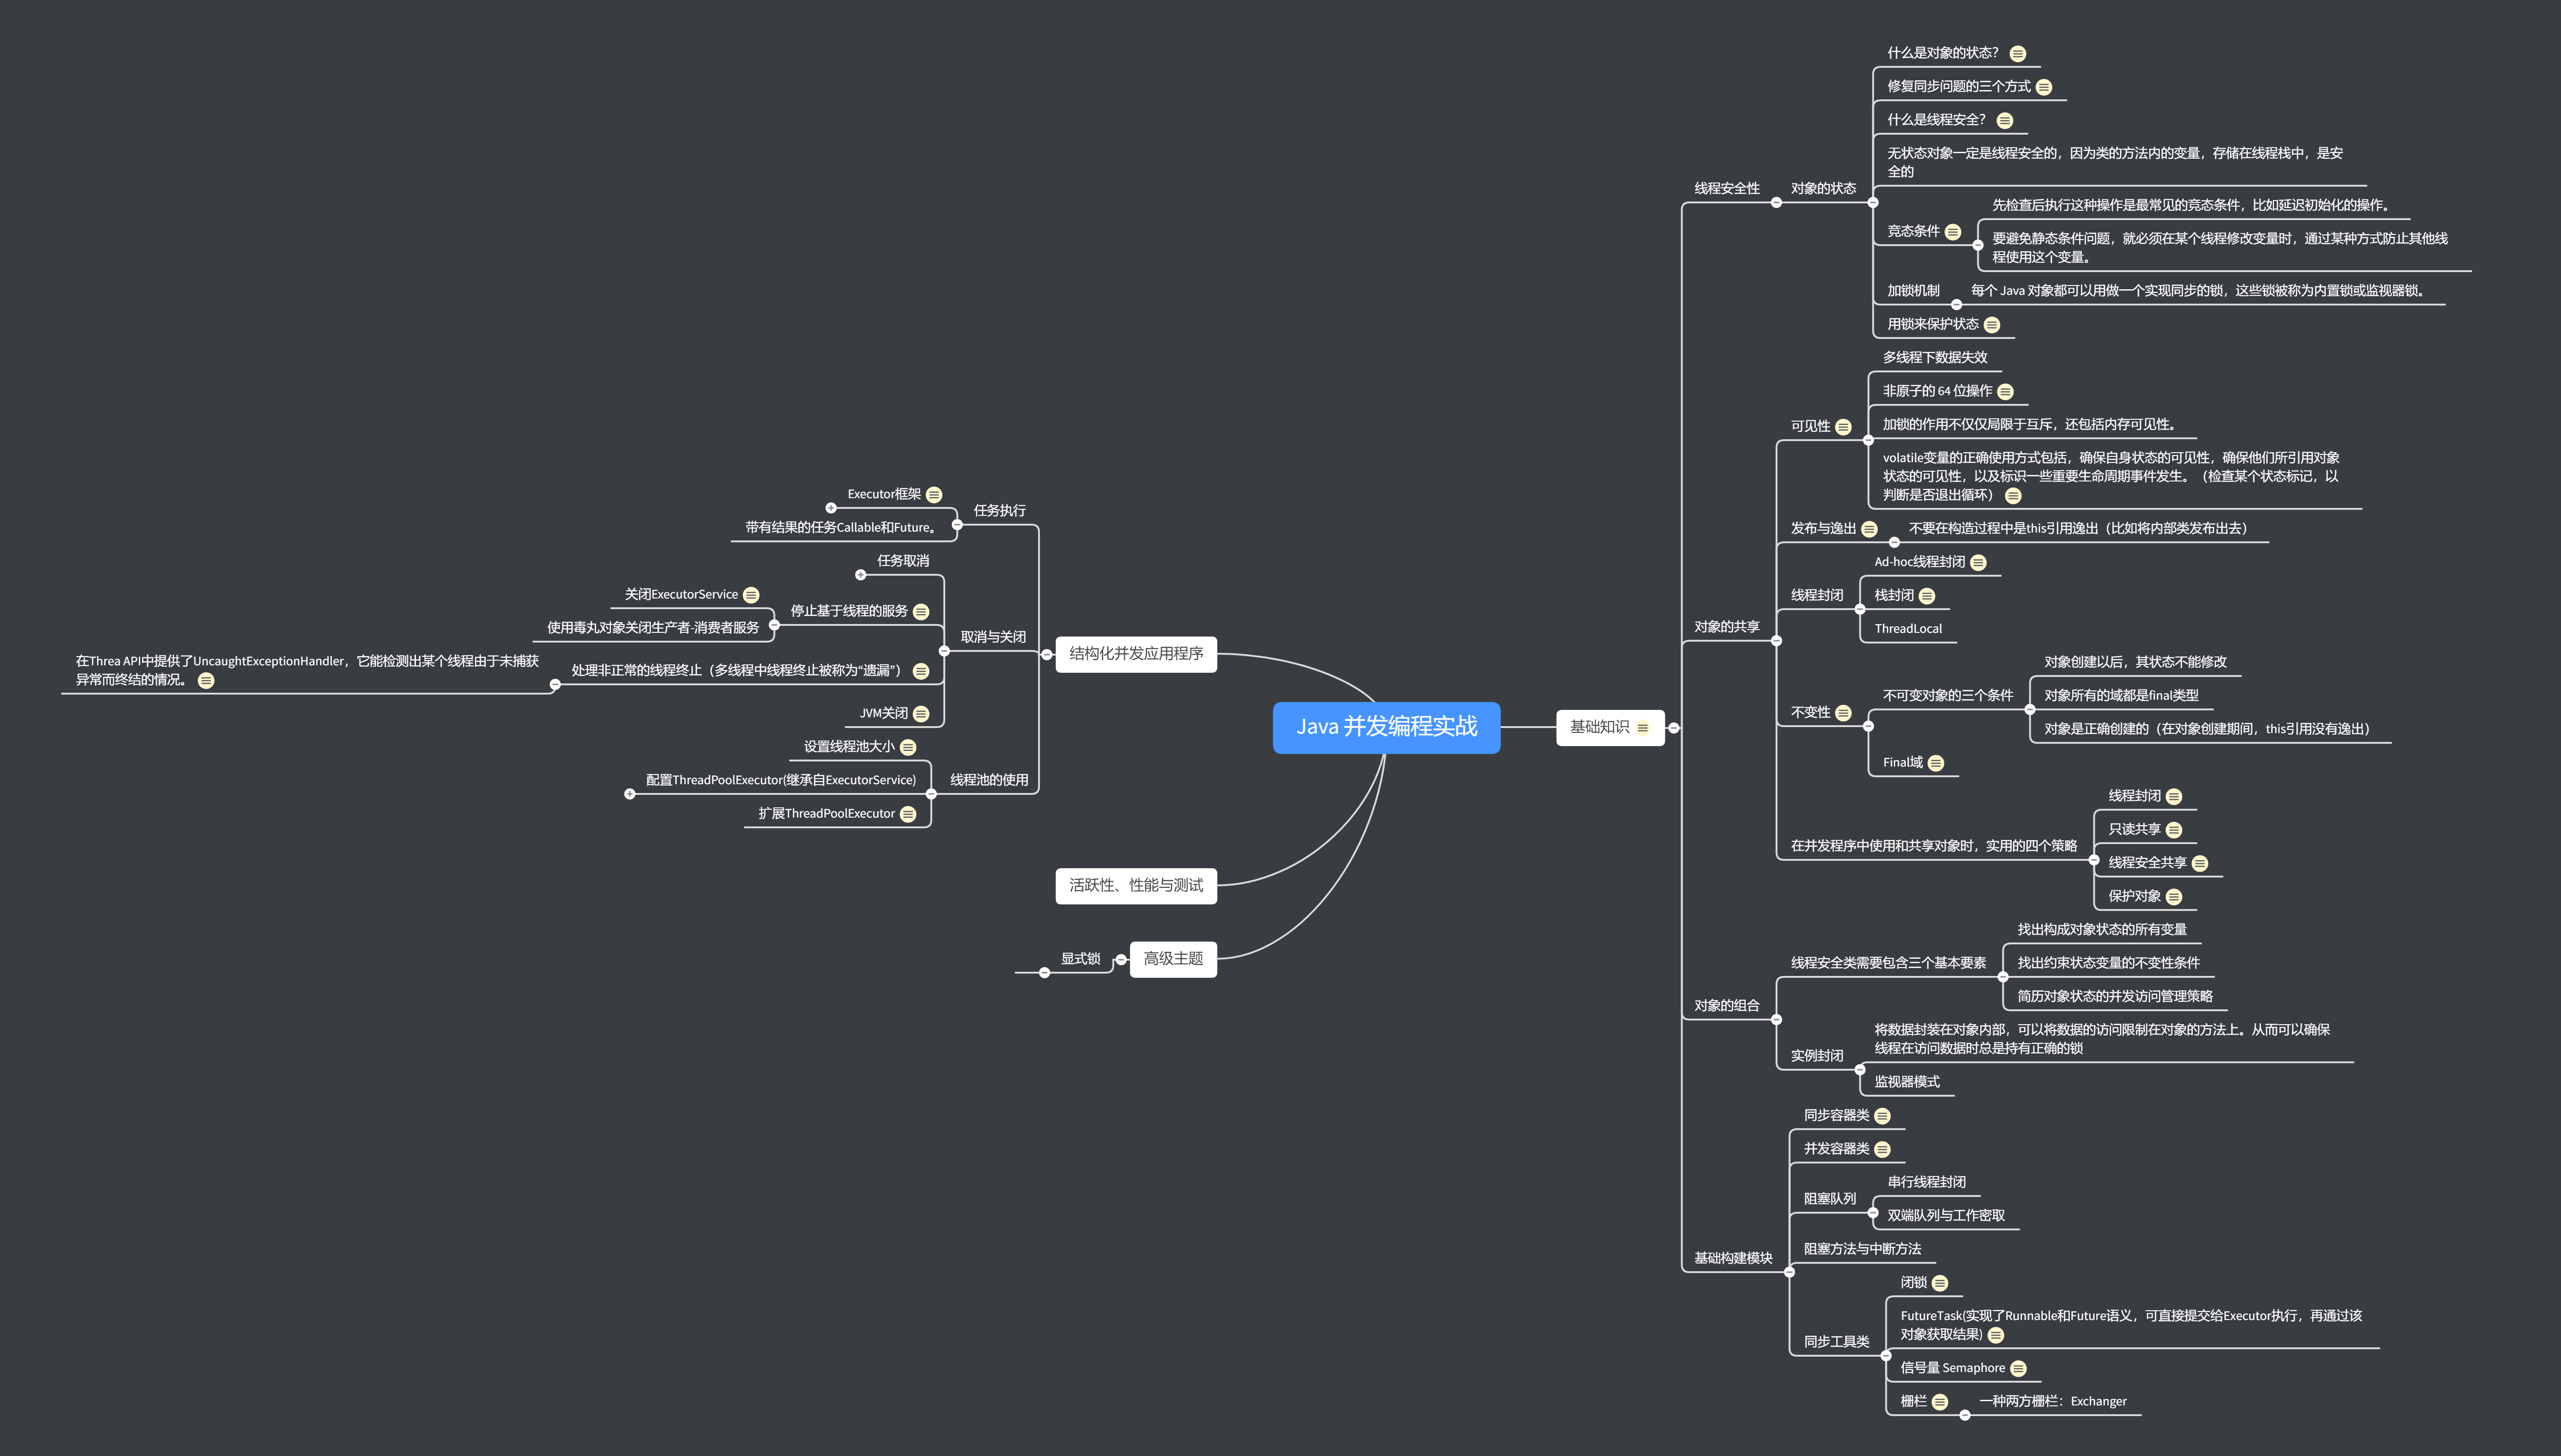 Java 并发编程实战
基础知识
线程安全性
对象的状态
什么是对象的状态？
修复同步问题的三个方式
什么是线程安全？
无状态对象一定是线程安全的，因为类的方法内的变量，存储在线程栈中，是安
全的
竞态条件
先检查后执行这种操作是最常见的竞态条件，比如延迟初始化的操作。
要避免静态条件问题，就必须在某个线程修改变量时，通过某种方式防止其他线
程使用这个变量。
加锁机制
每个 Java 对象都可以用做一个实现同步的锁，这些锁被称为内置锁或监视器锁。
用锁来保护状态
对象的共享
可见性
多线程下数据失效
非原子的 64 位操作
加锁的作用不仅仅局限于互斥，还包括内存可见性。
volatile变量的正确使用方式包括，确保自身状态的可见性，确保他们所引用对象
状态的可见性，以及标识一些重要生命周期事件发生。（检查某个状态标记，以
判断是否退出循环）
发布与逸出
不要在构造过程中是this引用逸出（比如将内部类发布出去）
线程封闭
Ad-hoc线程封闭
栈封闭
ThreadLocal
不变性
不可变对象的三个条件
对象创建以后，其状态不能修改
对象所有的域都是final类型
对象是正确创建的（在对象创建期间，this引用没有逸出）
Final域
在并发程序中使用和共享对象时，实用的四个策略
线程封闭
只读共享
线程安全共享
保护对象
对象的组合
线程安全类需要包含三个基本要素
找出构成对象状态的所有变量
找出约束状态变量的不变性条件
简历对象状态的并发访问管理策略
实例封闭
将数据封装在对象内部，可以将数据的访问限制在对象的方法上。从而可以确保
线程在访问数据时总是持有正确的锁
监视器模式
基础构建模块
同步容器类
并发容器类
阻塞队列
串行线程封闭
双端队列与工作密取
阻塞方法与中断方法
同步工具类
闭锁
FutureTask(实现了Runnable和Future语义，可直接提交给Executor执行，再通过该
对象获取结果)
信号量 Semaphore
栅栏
一种两方栅栏：Exchanger
结构化并发应用程序
任务执行
Executor框架
带有结果的任务Callable和Future。
取消与关闭
任务取消
停止基于线程的服务
关闭ExecutorService
使用毒丸对象关闭生产者-消费者服务
处理非正常的线程终止（多线程中线程终止被称为“遗漏”）
在Threa API中提供了UncaughtExceptionHandler，它能检测出某个线程由于未捕获
异常而终结的情况。
JVM关闭
线程池的使用
设置线程池大小
配置ThreadPoolExecutor(继承自ExecutorService)
扩展ThreadPoolExecutor
活跃性、性能与测试
高级主题
显式锁